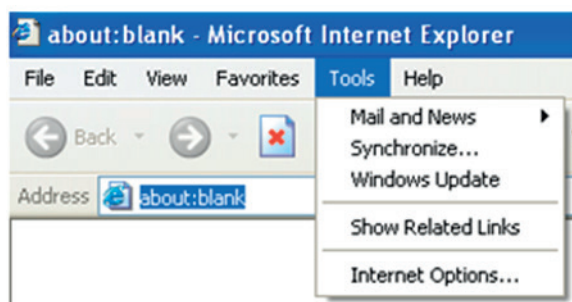 about:blank - Microsoft Internet Explorer
File Edit View Favorites Tools Help
Back
Mail and News
Synchronize...
Windows Update
Address about:blank
Show Related Links
Internet Options...